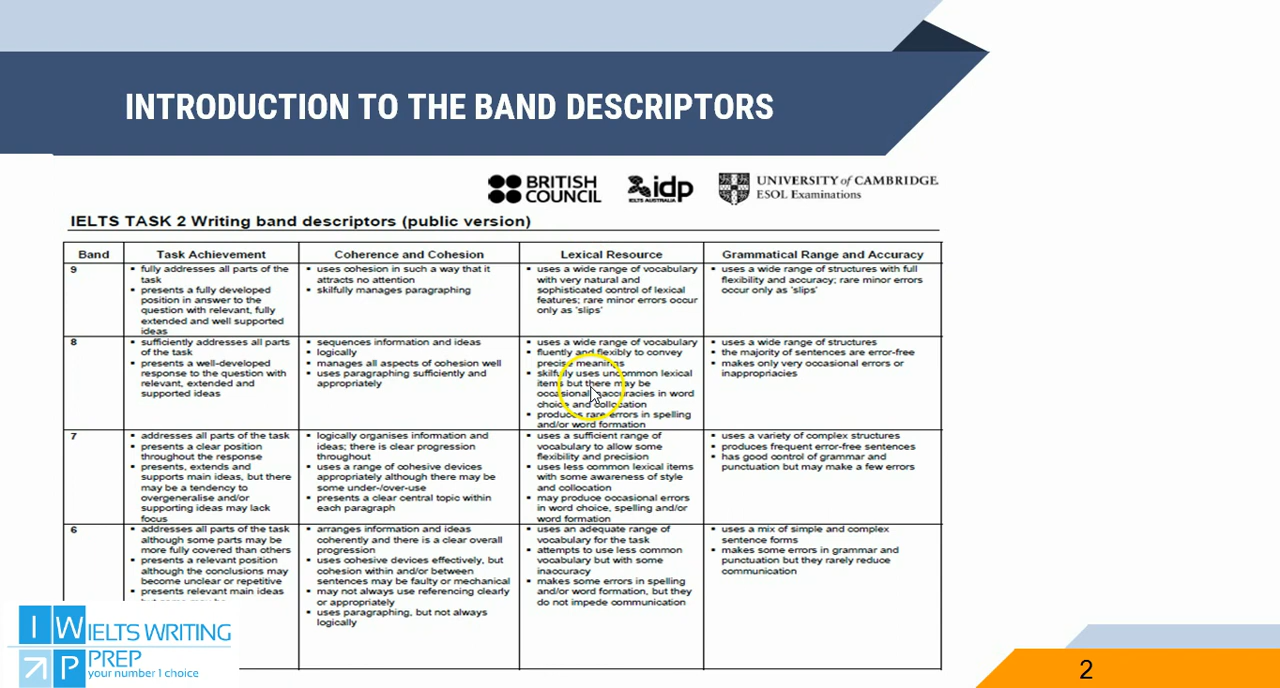 INTRODUCTION TO THE BAND DESCRIPTORS
BRITISH
COUNCIL
idp
IELTS AUSTRALIA
UNIVERSITY of CAMBRIDGE
ESOL Examinations
IELTS TASK 2 Writing band descriptors (public version)
Band
Task Achievement
Coherence and Cohesion
Lexical Resource
Grammatical Range and Accuracy
9
• fully addresses all parts of the
task
• presents a fully developed
position in answer to the
question with relevant, fully
extended and well supported
ideas
• uses cohesion in such a way that it
attracts no attention
• skilfully manages paragraphing
• uses a wide range of vocabulary
with very natural and
sophisticated control of lexical
features; rare minor errors occur
only as 'slips'
• uses a wide range of structures with full
flexibility and accuracy; rare minor errors
occur only as 'slips'
8
• sufficiently addresses all parts
of the task
• presents a well-developed
response to the question with
relevant, extended and
supported ideas
• sequences information and ideas
• logically
• manages all aspects of cohesion well
• uses paragraphing sufficiently and
appropriately
• uses a wide range of vocabulary
• fluently and flexibly to convey
precise meanings
• skilfully uses uncommon lexical
items but there may be
occasional inaccuracies in word
choice and collocation
• produces rare errors in spelling
and/or word formation
• uses a wide range of structures
• the majority of sentences are error-free
• makes only very occasional errors or
inappropriacies
7
• addresses all parts of the task
• presents a clear position
throughout the response
• presents, extends and
supports main ideas, but there
may be a tendency to
overgeneralise and/or
supporting ideas may lack
focus
• logically organises information and
ideas; there is clear progression
throughout
• uses a range of cohesive devices
appropriately although there may be
some under-/over-use
• presents a clear central topic within
each paragraph
• uses a sufficient range of
vocabulary to allow some
flexibility and precision
• uses less common lexical items
with some awareness of style
and collocation
• may produce occasional errors
in word choice, spelling and/or
word formation
• uses a variety of complex structures
• produces frequent error-free sentences
• has good control of grammar and
punctuation but may make a few errors
6
• addresses all parts of the task
although some parts may be
more fully covered than others
• presents a relevant position
although the conclusions may
become unclear or repetitive
• presents relevant main ideas
• arranges information and ideas
coherently and there is a clear overall
progression
• uses cohesive devices effectively, but
cohesion within and/or between
sentences may be faulty or mechanical
• may not always use referencing clearly
or appropriately
• uses paragraphing, but not always
logically
• uses an adequate range of
vocabulary for the task
• attempts to use less common
vocabulary but with some
inaccuracy
• makes some errors in spelling
and/or word formation, but they
do not impede communication
• uses a mix of simple and complex
sentence forms
• makes some errors in grammar and
punctuation but they rarely reduce
communication
IW
P
IELTS WRITING
PREP
your number 1 choice
2